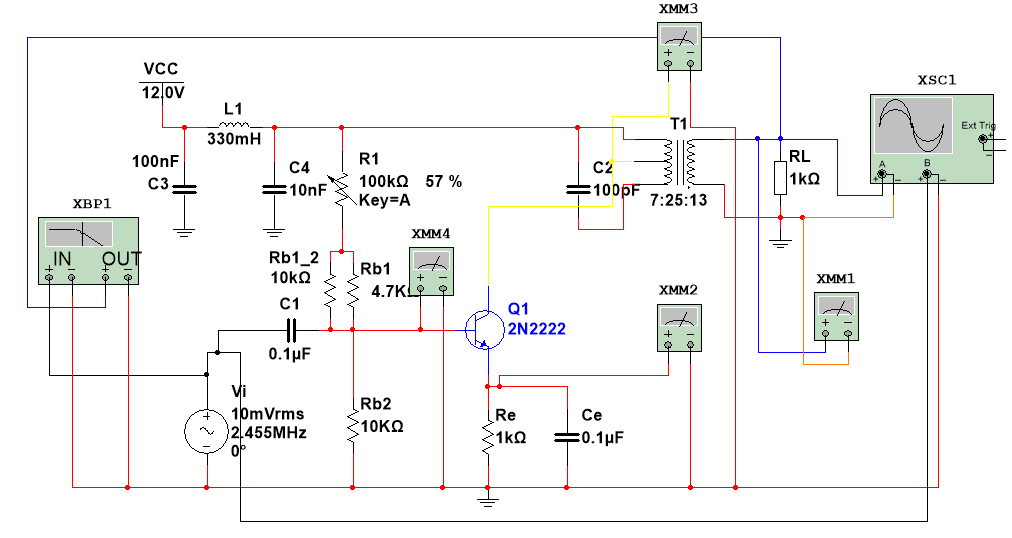 XMM3
VCC
12.0V
L1
330mH
XSC1
Ext Trig
+
−
A
B
+ − + −
T1
7:25:13
100nF
C3
C4
10nF
R1
100kΩ
Key=A
57 %
C2
100pF
RL
1kΩ
XBP1
IN OUT
+ − + −
Rb1_2
10kΩ
Rb1
4.7KΩ
XMM4
+ −
C1
0.1µF
Q1
2N2222
XMM2
+ −
XMM1
+ −
Vi
10mVrms
2.455MHz
0°
Rb2
10KΩ
Re
1kΩ
Ce
0.1µF